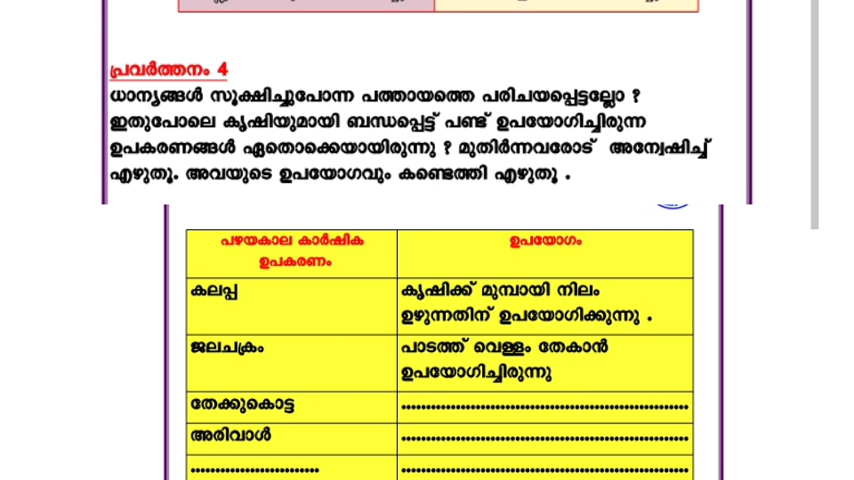 പ്രവർത്തനം 4
ധാന്യങ്ങൾ സൂക്ഷിച്ചുപോന്ന പത്തായത്തെ പരിചയപ്പെട്ടല്ലോ ?
ഇതുപോലെ കൃഷിയുമായി ബന്ധപ്പെട്ട് പണ്ട് ഉപയോഗിച്ചിരുന്ന
ഉപകരണങ്ങൾ ഏതൊക്കെയായിരുന്നു ? മുതിർന്നവരോട് അന്വേഷിച്ച്
എഴുതൂ. അവയുടെ ഉപയോഗവും കണ്ടെത്തി എഴുതൂ .
പഴയകാല കാർഷിക
ഉപകരണം
ഉപയോഗം
കലപ്പ
കൃഷിക്ക് മുമ്പായി നിലം
ഉഴുന്നതിന് ഉപയോഗിക്കുന്നു .
ജലചക്രം
പാടത്ത് വെള്ളം തേകാൻ
ഉപയോഗിച്ചിരുന്നു
തേക്കുകൊട്ട ............................................................
അരിവാൾ ............................................................
.......................... ............................................................